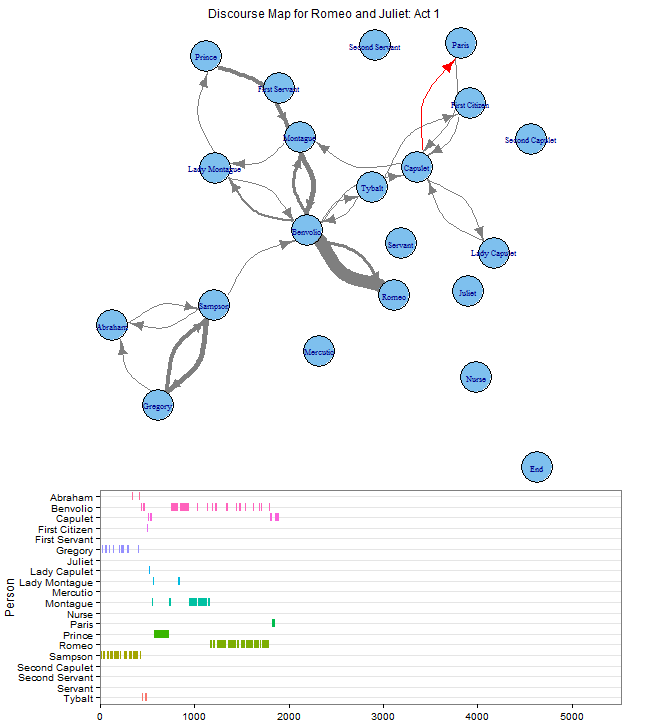 Discourse Map for Romeo and Juliet: Act 1
Second Servant
Paris
Prince
First Servant
First Citizen
Montague
Second Capulet
Lady Montague
Capulet
Tybalt
Benvolio
Servant
Lady Capulet
Romeo
Juliet
Sampson
Abraham
Mercutio
Nurse
Gregory
End
Person
Abraham
Benvolio
Capulet
First Citizen
First Servant
Gregory
Juliet
Lady Capulet
Lady Montague
Mercutio
Montague
Nurse
Paris
Prince
Romeo
Sampson
Second Capulet
Second Servant
Servant
Tybalt
0 1000 2000 3000 4000 5000